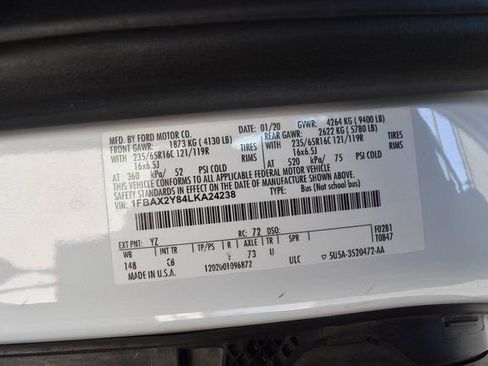 MFD. BY FORD MOTOR CO.
DATE: 01/20 GVWR: 4264 KG (9400 LB)
FRONT GAWR: 1873 KG (4130 LB) REAR GAWR: 2622 KG (5780 LB)
WITH 235/65R16C 121/119R TIRES WITH 235/65R16C 121/119R TIRES
16x6.5J RIMS 16x6.5J RIMS
AT 360 kPa/ 52 PSI COLD AT 520 kPa/ 75 PSI COLD
THIS VEHICLE CONFORMS TO ALL APPLICABLE FEDERAL MOTOR VEHICLE
SAFETY STANDARDS IN EFFECT ON THE DATE OF MANUFACTURE SHOWN ABOVE.
VIN: 1FBAX2Y84LKA24238 TYPE: Bus (Not school bus)
EXT PNT: YZ RC: 72 DSO: F0281
WB INT TR TP/PS R AXLE TR SPR 10847
148 73 U
MADE IN U.S.A. ULC 5U5A-3520472-AA